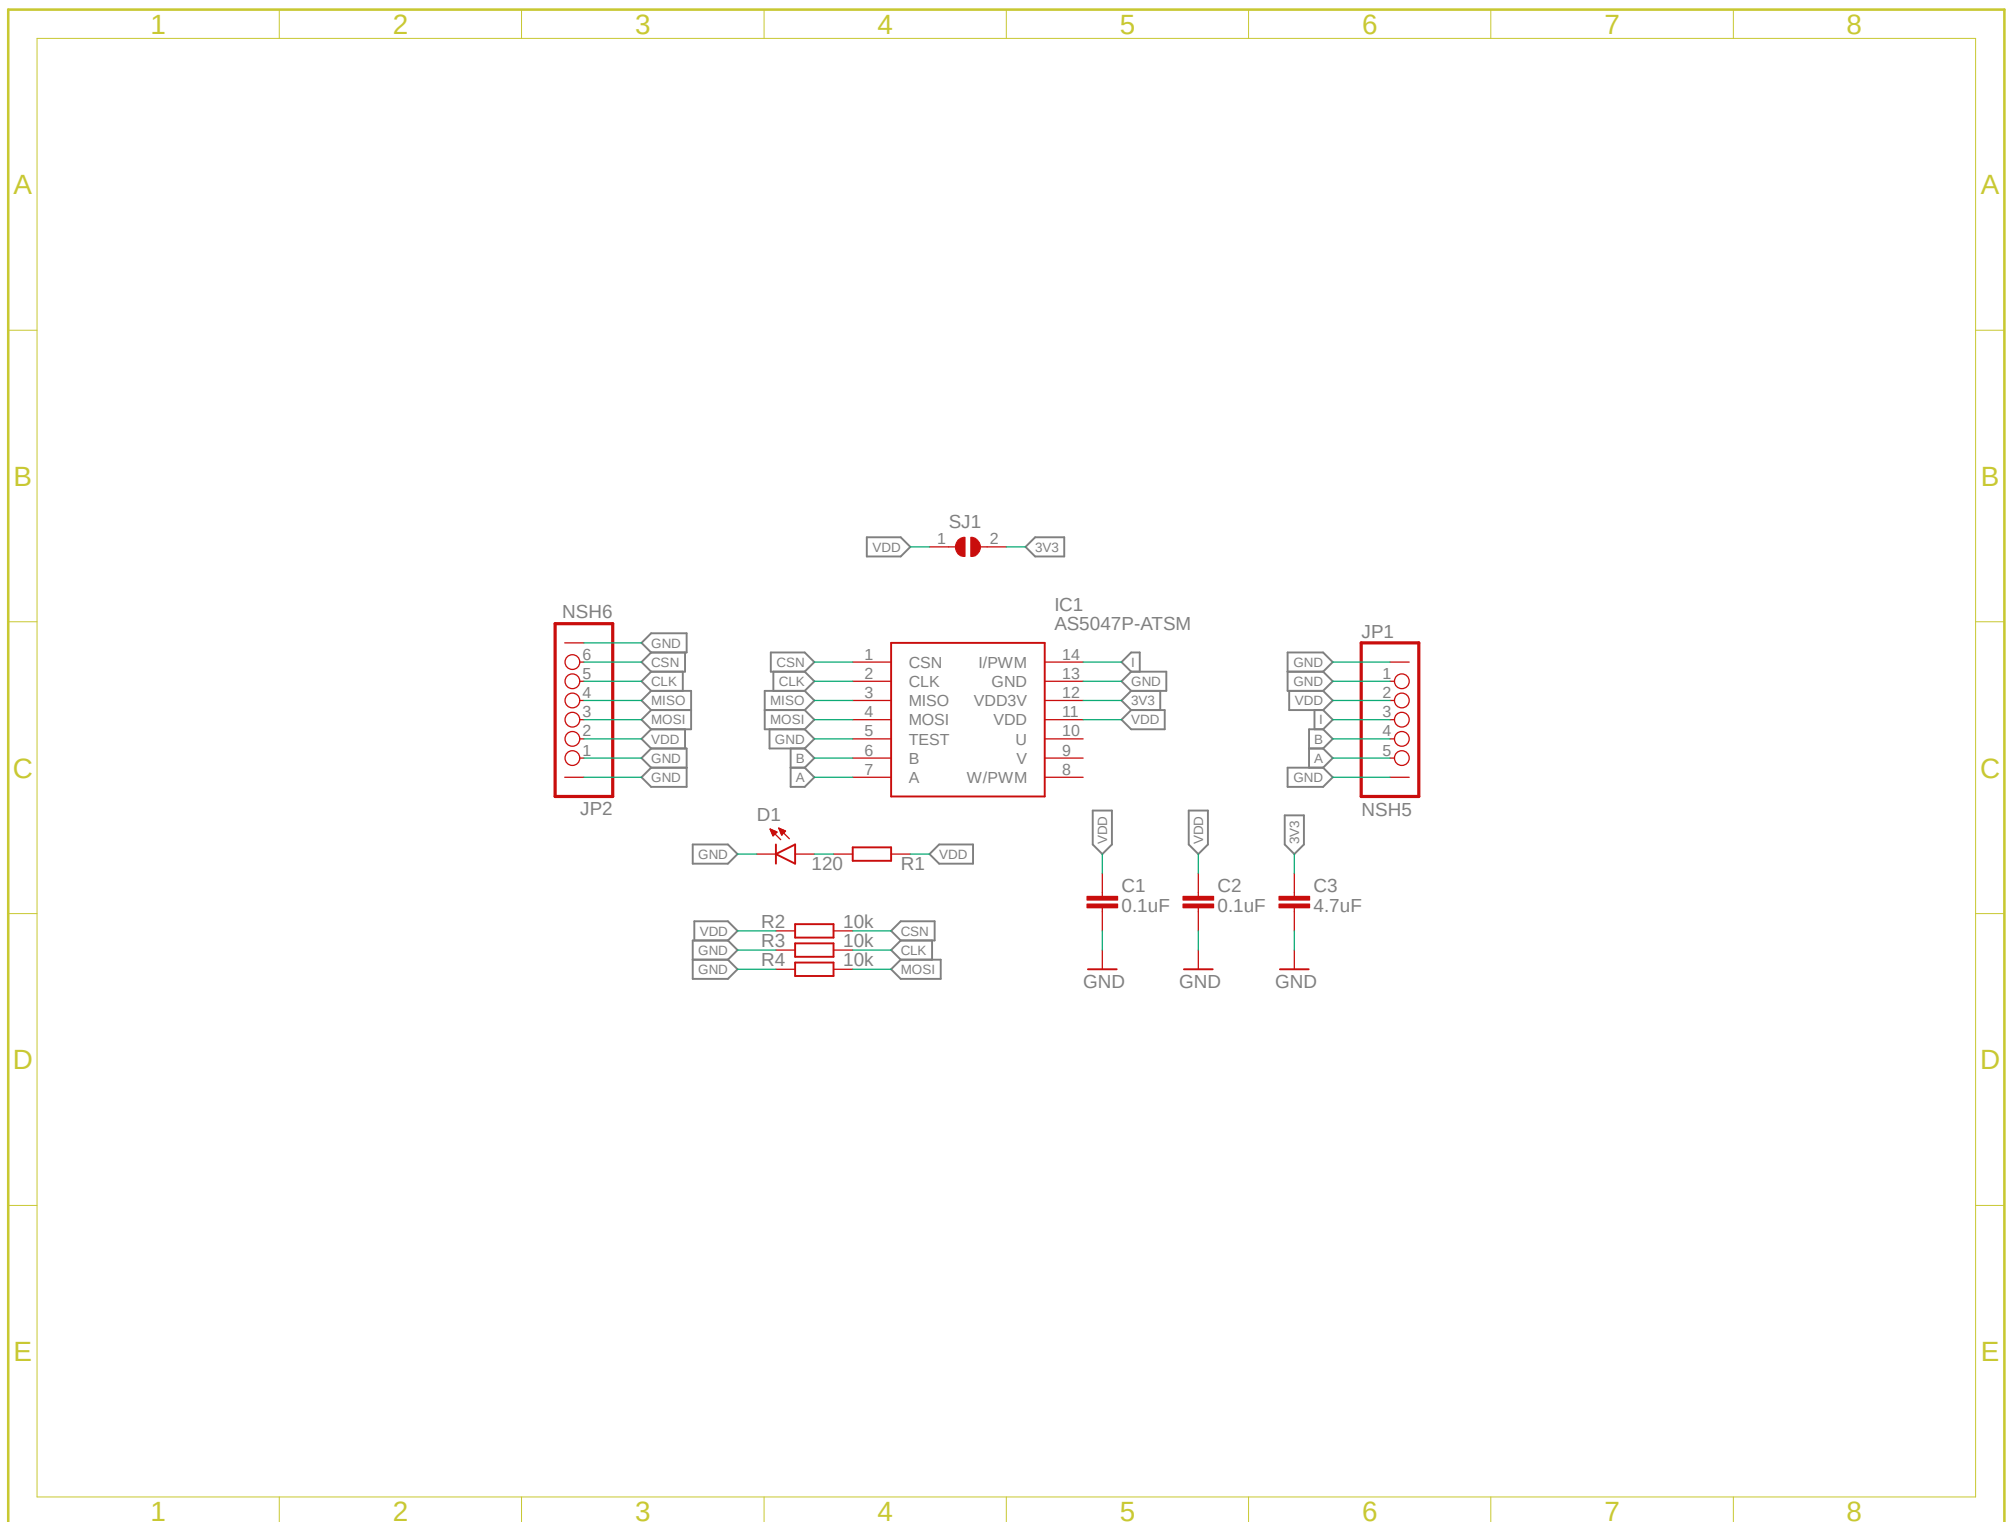 1 2 3 4 5 6 7 8
A A
B B
SJ1
VDD 1 2 3V3
IC1
AS5047P-ATSM
NSH6
JP1
GND
6 CSN
5 CLK
4 MISO
3 MOSI
2 VDD
1 GND
GND
JP2
CSN 1 CSN I/PWM 14 I
CLK 2 CLK GND 13 GND
MISO 3 MISO VDD3V 12 3V3
MOSI 4 MOSI VDD 11 VDD
GND 5 TEST U 10
B 6 B V 9
A 7 A W/PWM 8
GND
GND 1
VDD 2
I 3
B 4
A 5
GND
NSH5
C C
D1
GND 120 R1 VDD
VDD VDD 3V3
C1 C2 C3
0.1uF 0.1uF 4.7uF
GND GND GND
VDD R2 10k CSN
GND R3 10k CLK
GND R4 10k MOSI
D D
E E
1 2 3 4 5 6 7 8